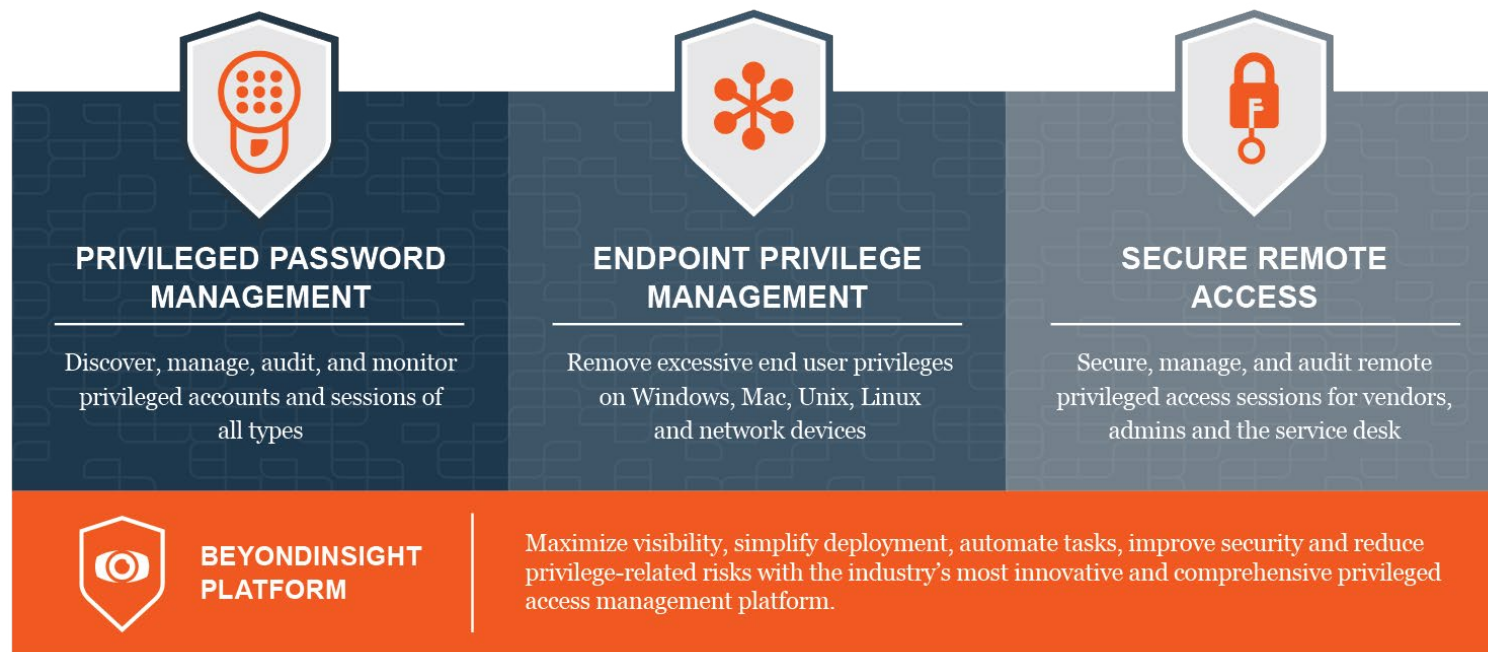 PRIVILEGED PASSWORD
MANAGEMENT
Discover, manage, audit, and monitor
privileged accounts and sessions of
all types
ENDPOINT PRIVILEGE
MANAGEMENT
Remove excessive end user privileges
on Windows, Mac, Unix, Linux
and network devices
SECURE REMOTE
ACCESS
Secure, manage, and audit remote
privileged access sessions for vendors,
admins and the service desk
BEYONDINSIGHT
PLATFORM
Maximize visibility, simplify deployment, automate tasks, improve security and reduce
privilege-related risks with the industry’s most innovative and comprehensive privileged
access management platform.